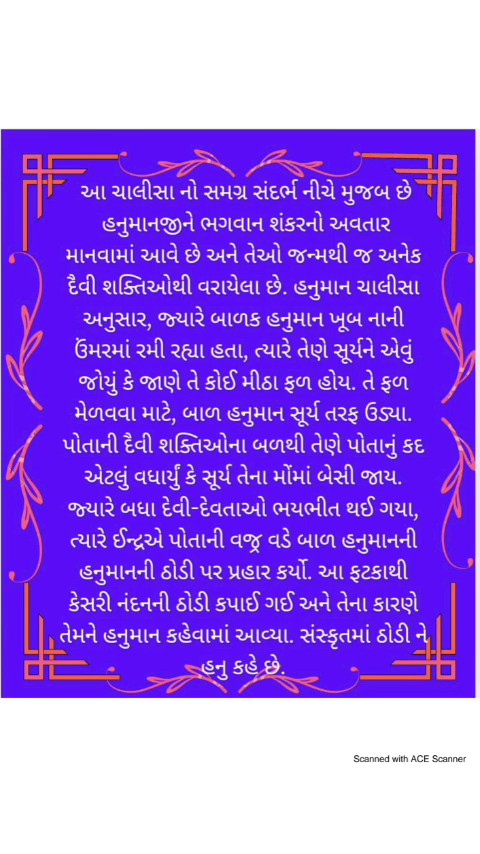 આ ચાલીસા નો સમગ્ર સંદર્ભ નીચે મુજબ છે
હનુમાનજીને ભગવાન શંકરનો અવતાર
માનવામાં આવે છે અને તેઓ જન્મથી જ અનેક
દૈવી શક્તિઓથી વરાયેલા છે. હનુમાન ચાલીસા
અનુસાર, જ્યારે બાળક હનુમાન ખૂબ નાની
ઉંમરમાં રમી રહ્યા હતા, ત્યારે તેણે સૂર્યને એવું
જોયું કે જાણે તે કોઈ મીઠા ફળ હોય. તે ફળ
મેળવવા માટે, બાળ હનુમાન સૂર્ય તરફ ઉડ્યા.
પોતાની દૈવી શક્તિઓના બળથી તેણે પોતાનું કદ
એટલું વધાર્યું કે સૂર્ય તેના મોંમાં બેસી જાય.
જ્યારે બધા દેવી-દેવતાઓ ભયભીત થઈ ગયા,
ત્યારે ઈન્દ્રએ પોતાની વજ્ર વડે બાળ હનુમાનની
હનુમાનની ઠોડી પર પ્રહાર કર્યો. આ ફટકાથી
કેસરી નંદનની ઠોડી કપાઈ ગઈ અને તેના કારણે
તેમને હનુમાન કહેવામાં આવ્યા. સંસ્કૃતમાં ઠોડી ને
હનુ કહે છે.
Scanned with ACE Scanner